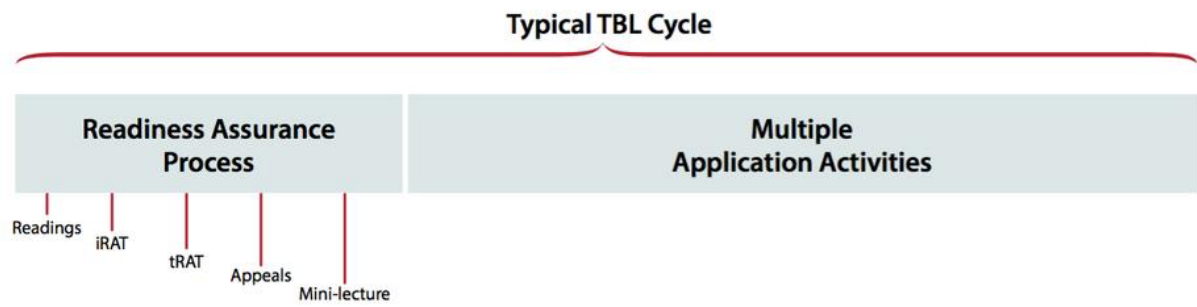 Typical TBL Cycle
Readiness Assurance
Process
Multiple
Application Activities
Readings
iRAT
tRAT
Appeals
Mini-lecture